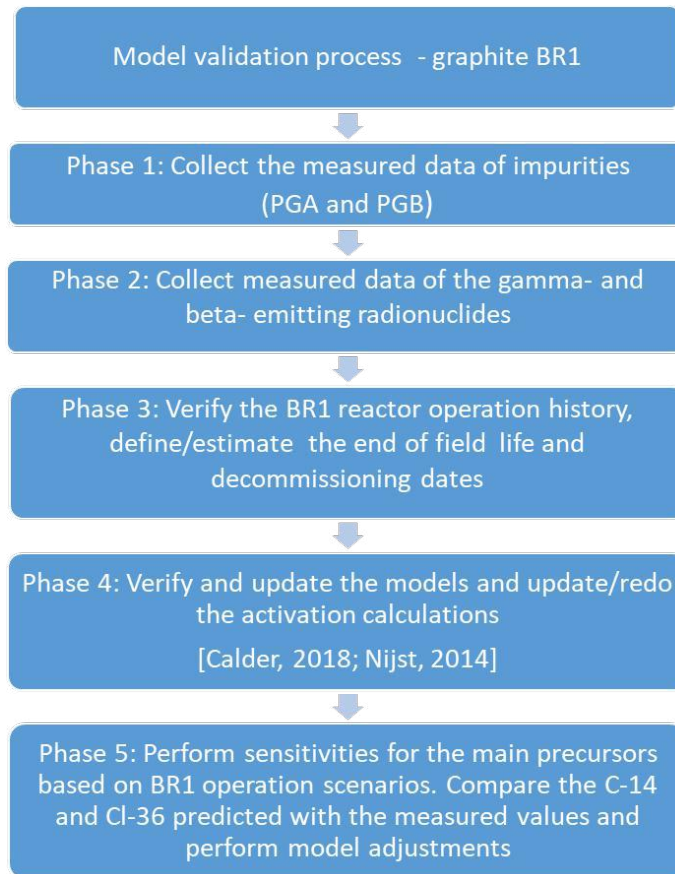 Model validation process - graphite BR1
Phase 1: Collect the measured data of impurities
(PGA and PGB)
Phase 2: Collect measured data of the gamma- and
beta- emitting radionuclides
Phase 3: Verify the BR1 reactor operation history,
define/estimate the end of field life and
decommissioning dates
Phase 4: Verify and update the models and update/redo
the activation calculations
[Calder, 2018; Nijst, 2014]
Phase 5: Perform sensitivities for the main precursors
based on BR1 operation scenarios. Compare the C-14
and Cl-36 predicted with the measured values and
perform model adjustments